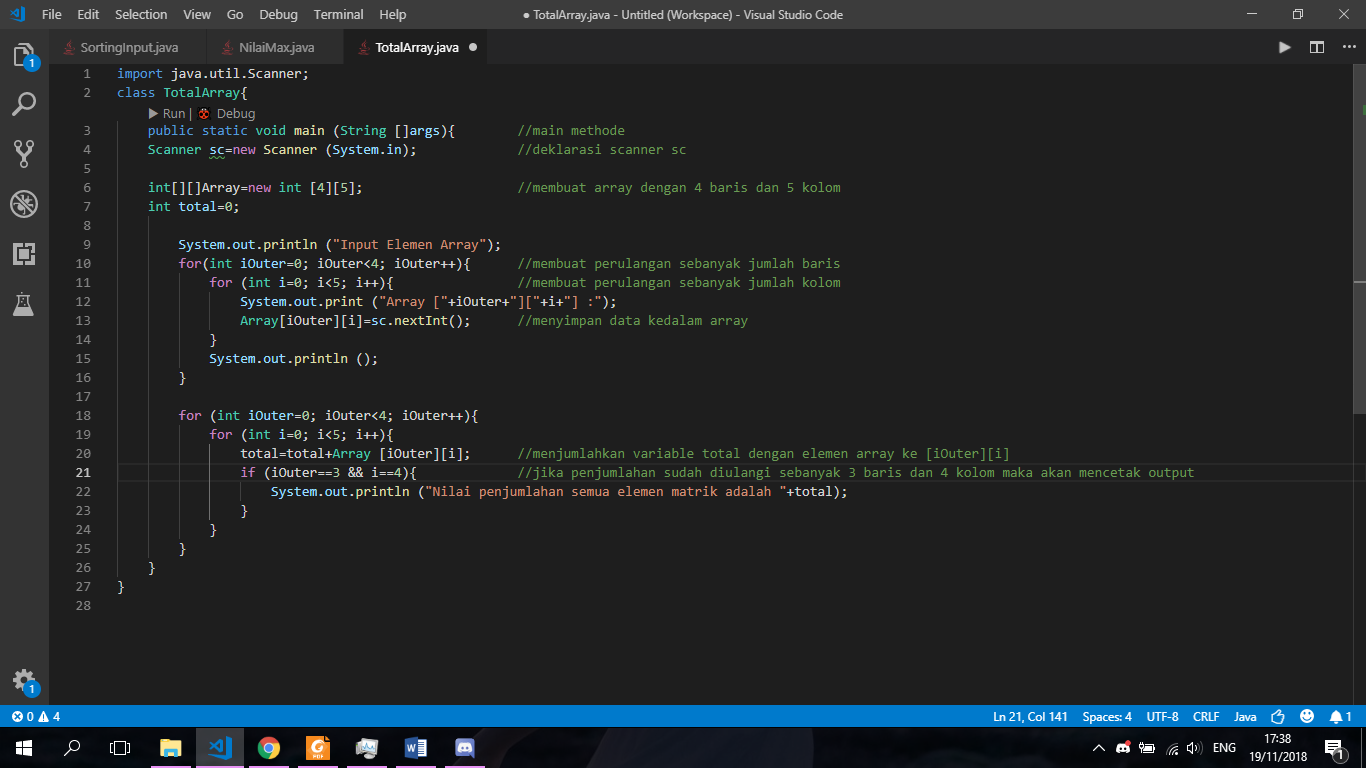 File Edit Selection View Go Debug Terminal Help ● TotalArray.java - Untitled (Workspace) - Visual Studio Code
SortingInput.java NilaiMax.java TotalArray.java
1 import java.util.Scanner;
2 class TotalArray{
Run | Debug
3 public static void main (String []args){ //main methode
4 Scanner sc=new Scanner (System.in); //deklarasi scanner sc
5
6 int[][]Array=new int [4][5]; //membuat array dengan 4 baris dan 5 kolom
7 int total=0;
8
9 System.out.println ("Input Elemen Array");
10 for(int iOuter=0; iOuter<4; iOuter++){ //membuat perulangan sebanyak jumlah baris
11 for (int i=0; i<5; i++){ //membuat perulangan sebanyak jumlah kolom
12 System.out.print ("Array ["+iOuter+"]["+i+"] :");
13 Array[iOuter][i]=sc.nextInt(); //menyimpan data kedalam array
14 }
15 System.out.println ();
16 }
17
18 for (int iOuter=0; iOuter<4; iOuter++){
19 for (int i=0; i<5; i++){
20 total=total+Array [iOuter][i]; //menjumlahkan variable total dengan elemen array ke [iOuter][i]
21 if (iOuter==3 && i==4){ //jika penjumlahan sudah diulangi sebanyak 3 baris dan 4 kolom maka akan mencetak output
22 System.out.println ("Nilai penjumlahan semua elemen matrik adalah "+total);
23 }
24 }
25 }
26 }
27 }
28
1
1
0 4 Ln 21, Col 141 Spaces: 4 UTF-8 CRLF Java 1
ENG 17:38
19/11/2018 1
PDF